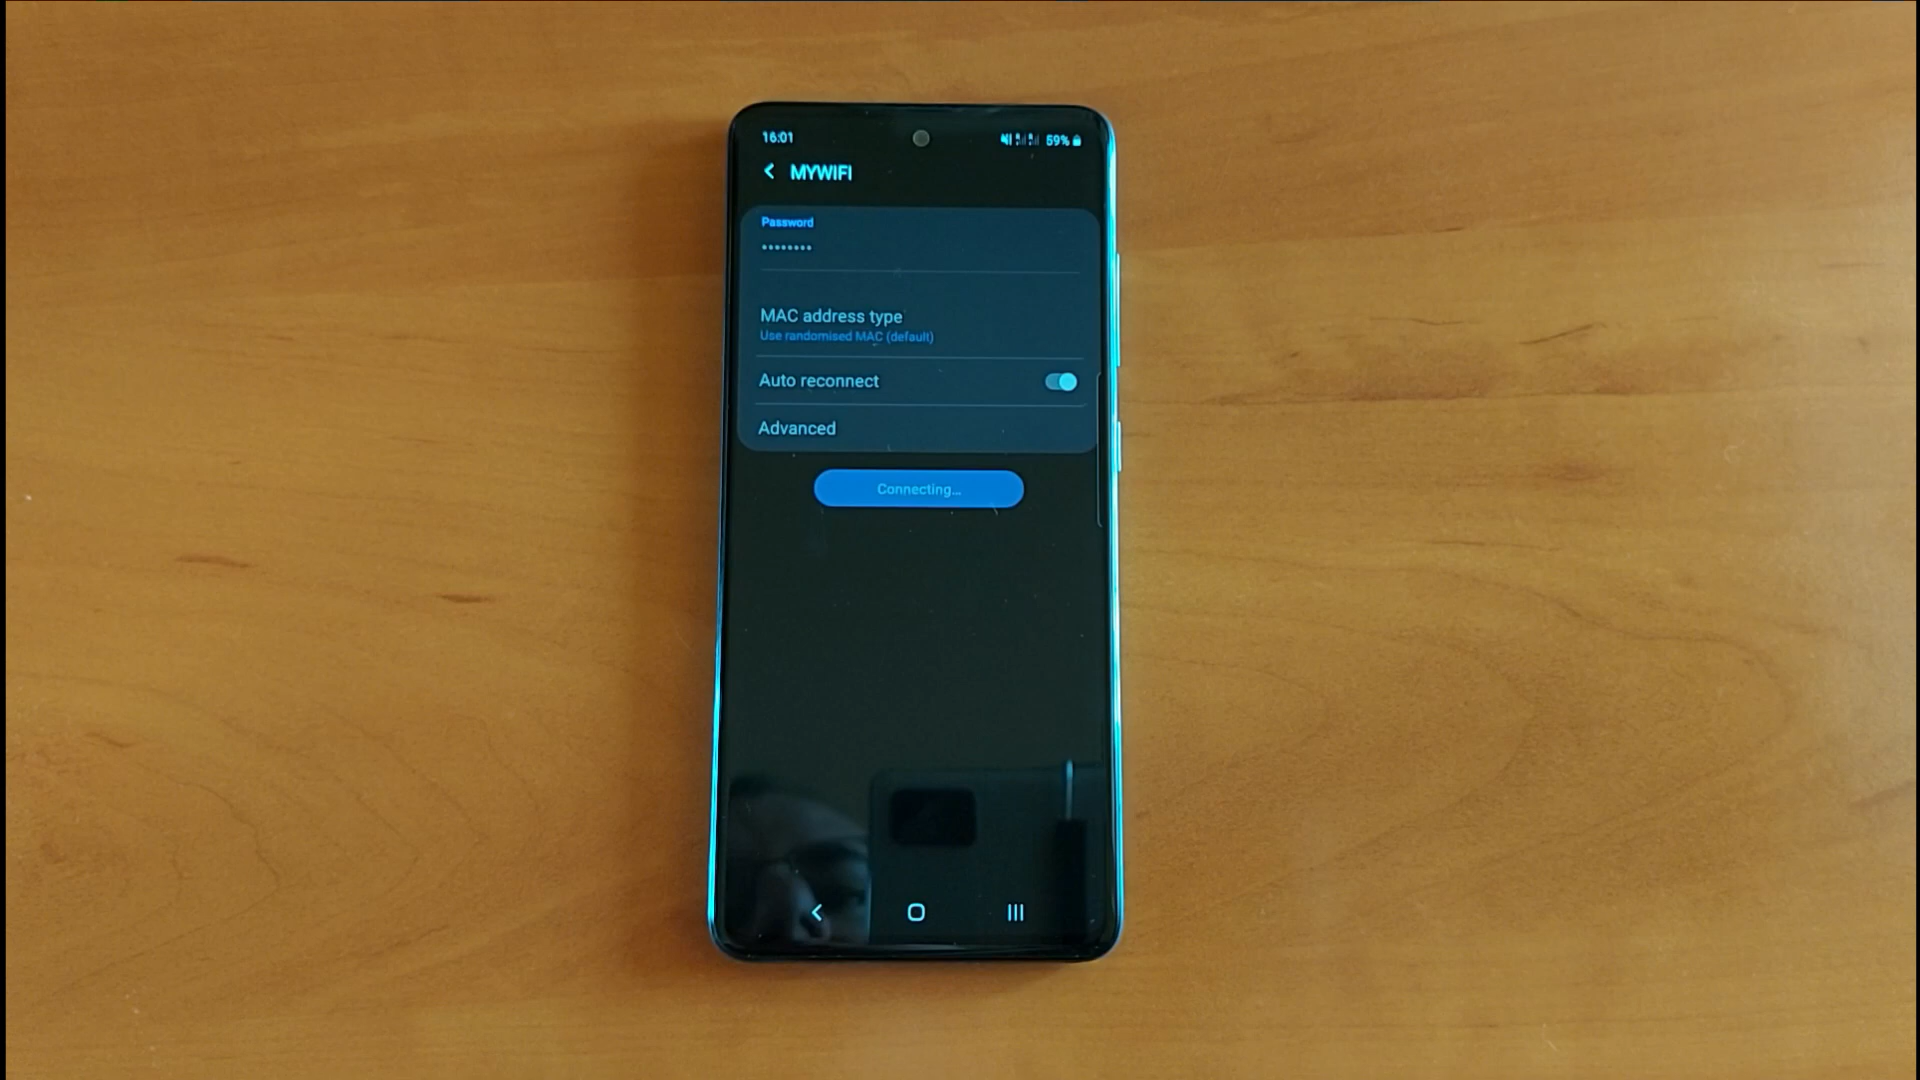 16:01 59%
MYWIFI
Password
••••••••
MAC address type
Use randomised MAC (default)
Auto reconnect
Advanced
Connecting...